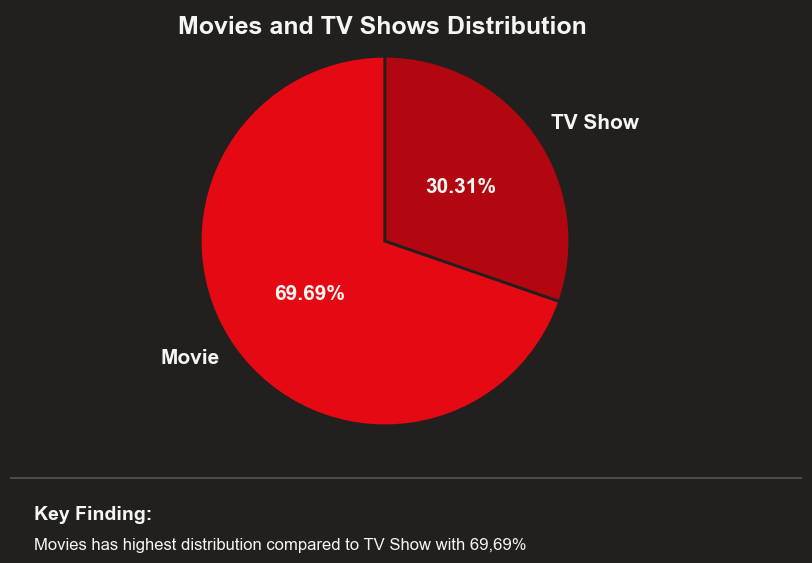 Movies and TV Shows Distribution
TV Show
30.31%
69.69%
Movie
Key Finding:
Movies has highest distribution compared to TV Show with 69,69%